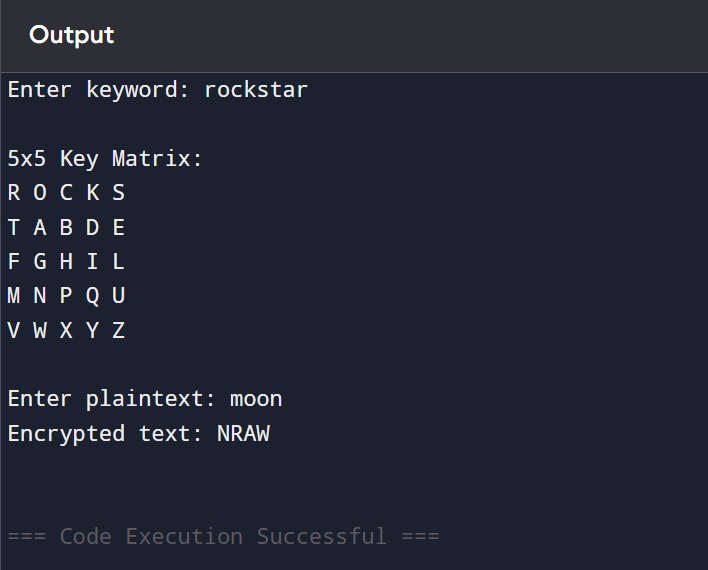 Output
Enter keyword: rockstar
5x5 Key Matrix:
R O C K S
T A B D E
F G H I L
M N P Q U
V W X Y Z
Enter plaintext: moon
Encrypted text: NRAW
=== Code Execution Successful ===